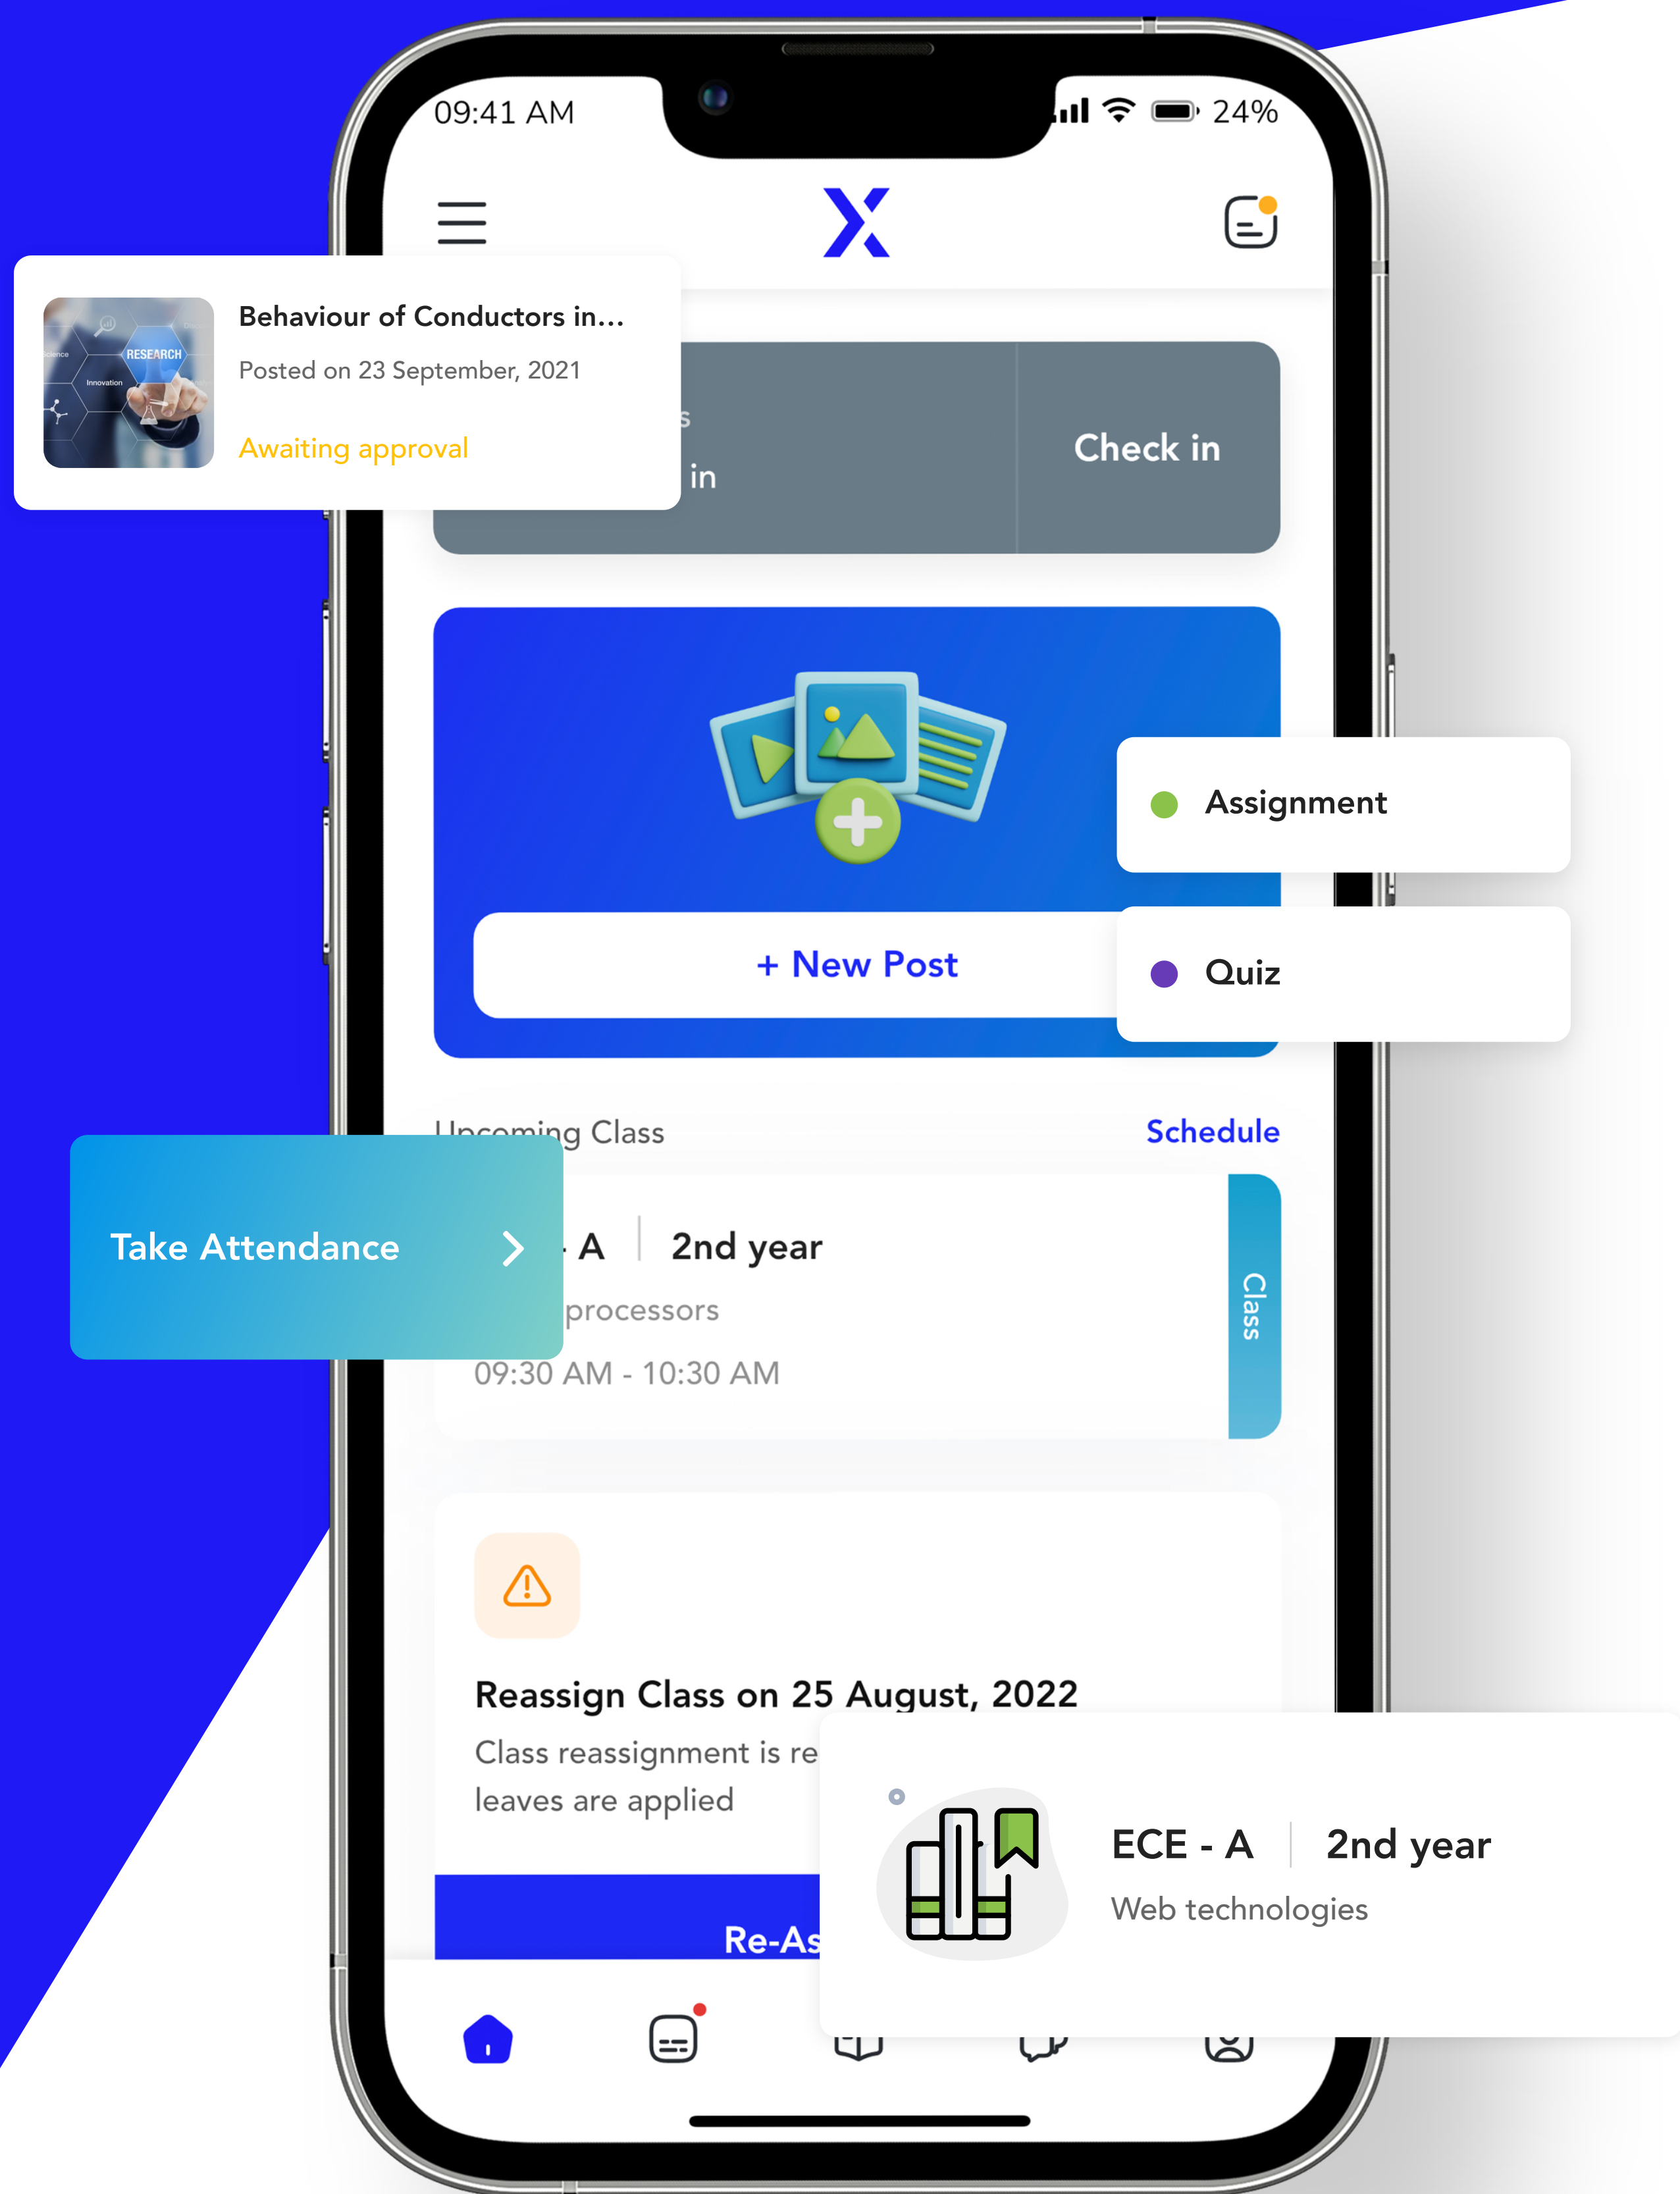 09:41 AM
24%
Behaviour of Conductors in...
Posted on 23 September, 2021
Awaiting approval
RESEARCH
Innovation
in
Check in
Assignment
+ New Post
Quiz
Upcoming Class
Schedule
Take Attendance
- A
2nd year
processors
09:30 AM - 10:30 AM
Class
Reassign Class on 25 August, 2022
Class reassignment is
leaves are applied
ECE - A
2nd year
Web technologies